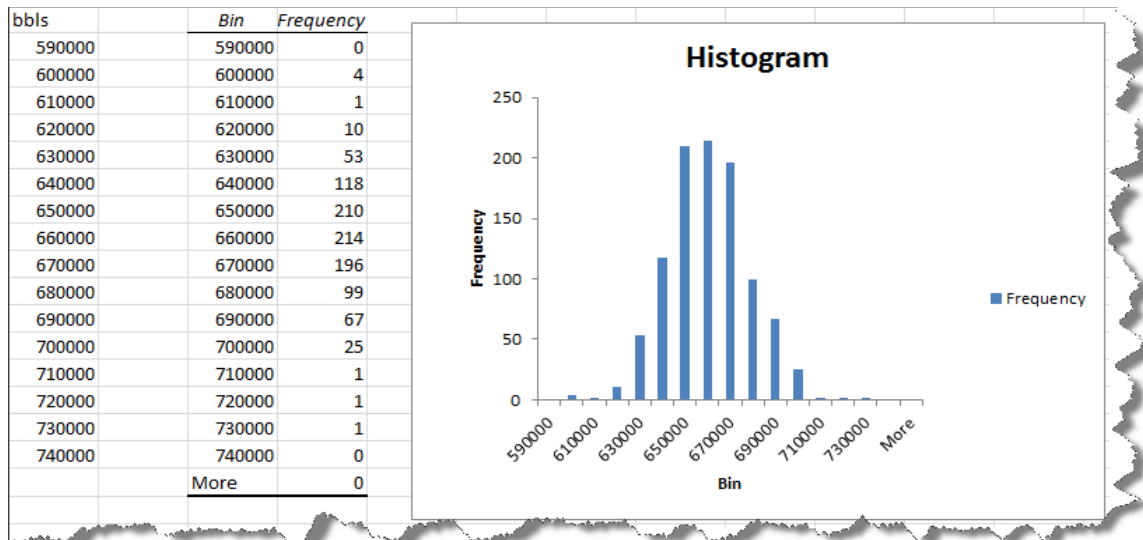 bbls Bin Frequency
590000 590000 0
600000 600000 4
610000 610000 1
620000 620000 10
630000 630000 53
640000 640000 118
650000 650000 210
660000 660000 214
670000 670000 196
680000 680000 99
690000 690000 67
700000 700000 25
710000 710000 1
720000 720000 1
730000 730000 1
740000 740000 0
More 0
Histogram
250
200
150
100
50
0
Frequency
590000 610000 630000 650000 670000 690000 710000 730000 More
Bin
Frequency